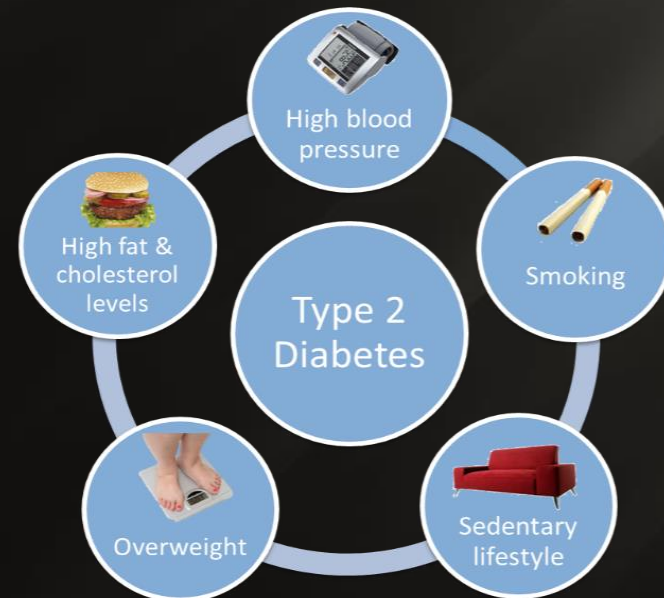 High blood
pressure
High fat &
cholesterol
levels
Smoking
Type 2
Diabetes
Overweight
Sedentary
lifestyle